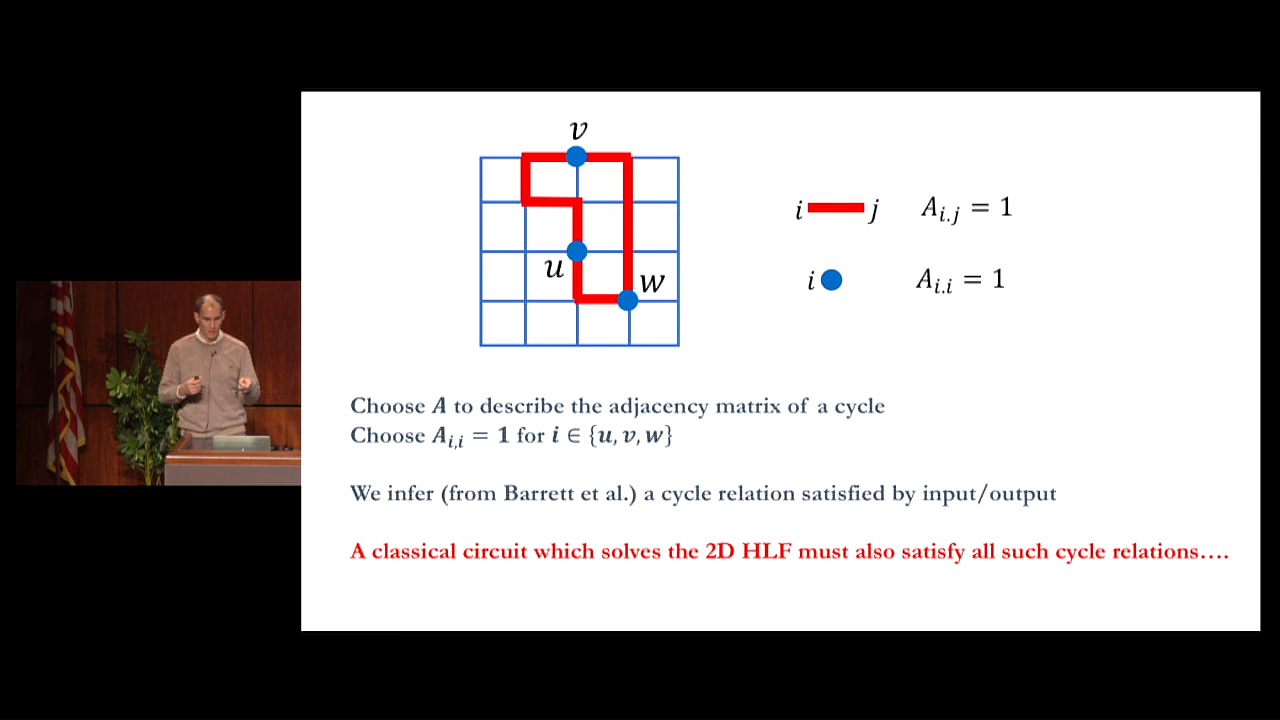 v
u
w
i j A_{i.j} = 1
i A_{i.i} = 1
Choose A to describe the adjacency matrix of a cycle
Choose A_{i,i} = 1 for i ∈ {u, v, w}
We infer (from Barrett et al.) a cycle relation satisfied by input/output
A classical circuit which solves the 2D HLF must also satisfy all such cycle relations….